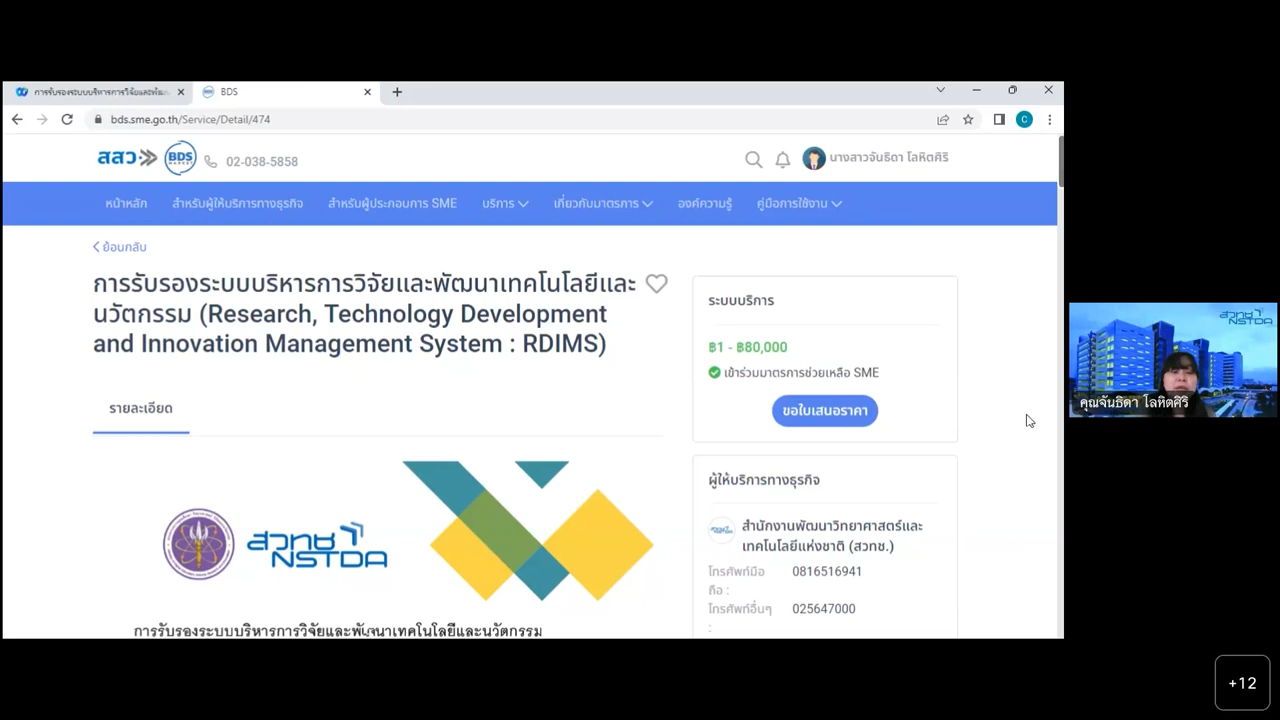 การรับรองระบบบริหารการวิจัยและพัฒ
BDS
bds.sme.go.th/Service/Detail/474
C
สสว
BDS
02-038-5858
นางสาวจันธิดา โลหิตศิริ
หน้าหลัก สำหรับผู้ให้บริการทางธุรกิจ สำหรับผู้ประกอบการ SME บริการ เกี่ยวกับมาตรการ องค์ความรู้ คู่มือการใช้งาน
ย้อนกลับ
การรับรองระบบบริหารการวิจัยและพัฒนาเทคโนโลยีและ
นวัตกรรม (Research, Technology Development
and Innovation Management System : RDIMS)
รายละเอียด
สวทช
NSTDA
การรับรองระบบบริหารการวิจัยและพัฒนาเทคโนโลยีและนวัตกรรม
ระบบบริการ
฿1 - ฿80,000
เข้าร่วมมาตรการช่วยเหลือ SME
ขอใบเสนอราคา
ผู้ให้บริการทางธุรกิจ
สำนักงานพัฒนาวิทยาศาสตร์และ
เทคโนโลยีแห่งชาติ (สวทช.)
โทรศัพท์มือ 0816516941
ถือ :
โทรศัพท์อื่นๆ 025647000
:
สวทช
NSTDA
คุณจันธิดา โลหิตศิริ
+12